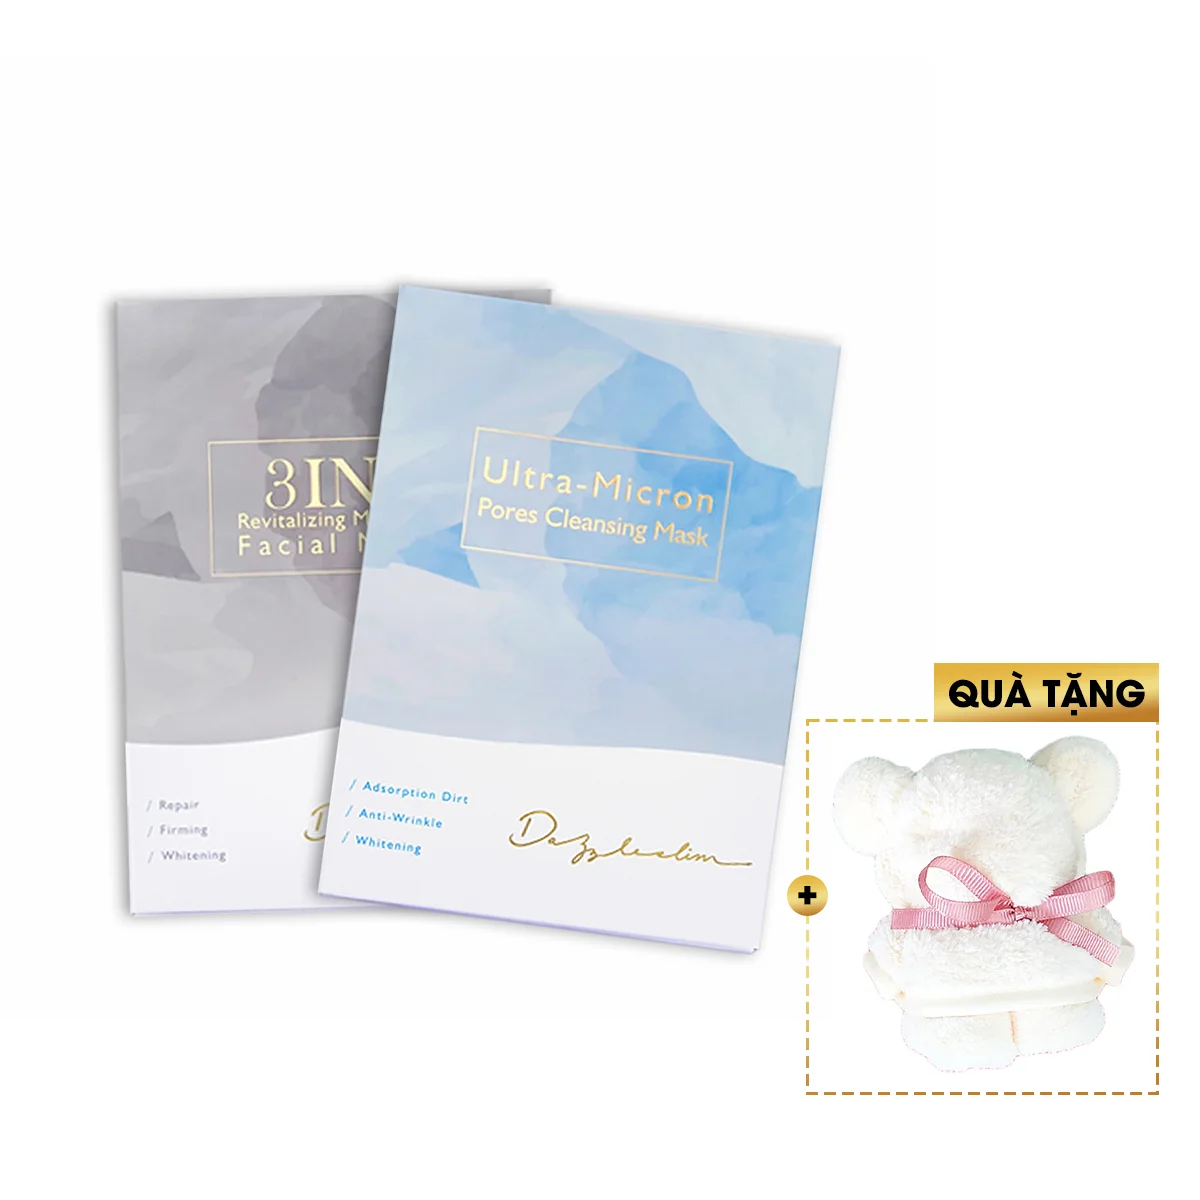 3IN
Revitalizing
Facial
/ Repair
/ Firming
/ Whitening
Ultra-Micron
Pores Cleansing Mask
/ Adsorption Dirt
/ Anti-Wrinkle
/ Whitening
Dazzleslim
QUÀ TẶNG
+